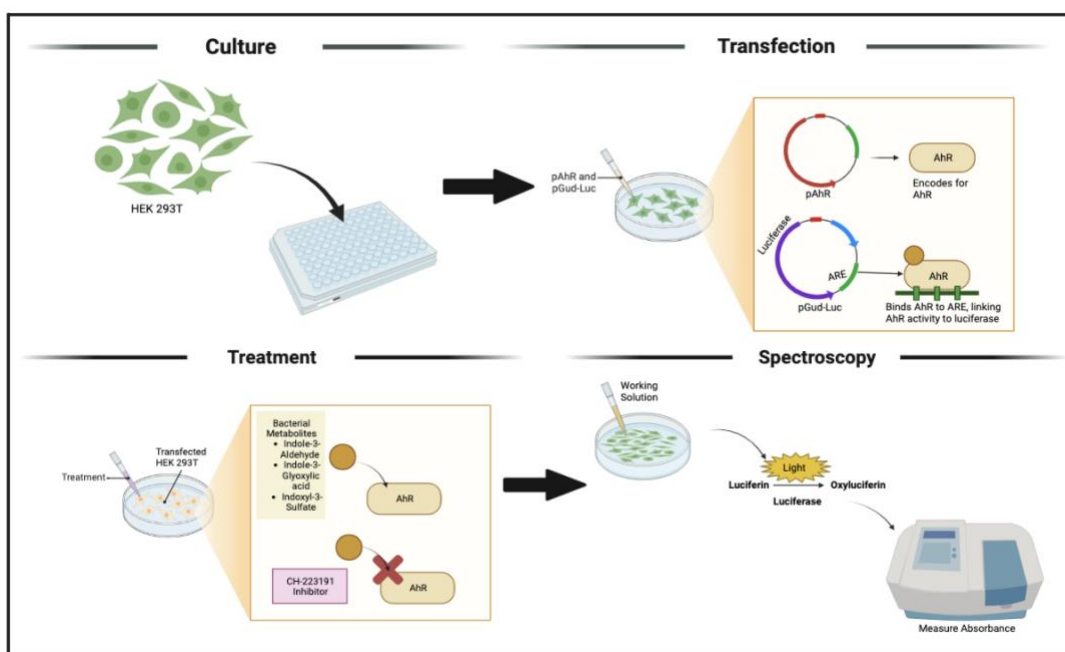 Culture
Transfection
HEK 293T
pAhR and
pGud-Luc
pAhR
AhR
Encodes for
AhR
Luciferase
ARE
pGud-Luc
AhR
Binds AhR to ARE, linking
AhR activity to luciferase
Treatment
Spectroscopy
Treatment
Transfected
HEK 293T
Bacterial
Metabolites
Indole-3-
Aldehyde
Indole-3-
Glyoxylic
acid
Indoxyl-3-
Sulfate
AhR
CH-223191
Inhibitor
AhR
Working
Solution
Light
Luciferin
Oxyluciferin
Luciferase
Measure Absorbance